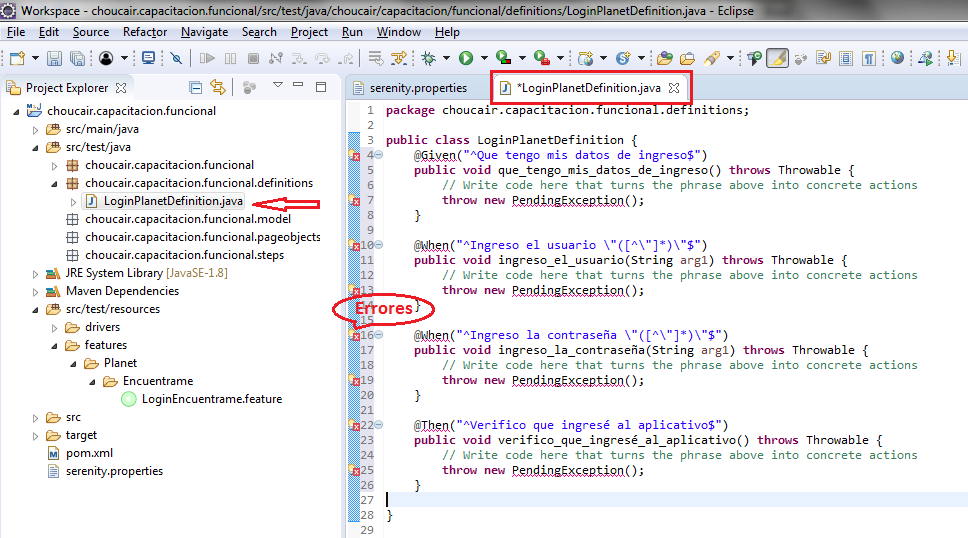 Workspace - choucair.capacitacion.funcional/src/test/java/choucair/capacitacion/funcional/definitions/LoginPlanetDefinition.java - Eclipse
File Edit Source Refactor Navigate Search Project Run Window Help
Project Explorer
choucair.capacitacion.funcional
src/main/java
src/test/java
choucair.capacitacion.funcional
choucair.capacitacion.funcional.definitions
LoginPlanetDefinition.java
choucair.capacitacion.funcional.model
choucair.capacitacion.funcional.pageobjects
choucair.capacitacion.funcional.steps
JRE System Library [JavaSE-1.8]
Maven Dependencies
src/test/resources
drivers
features
Planet
Encuentrame
LoginEncuentrame.feature
src
target
pom.xml
serenity.properties
serenity.properties *LoginPlanetDefinition.java
1 package choucair.capacitacion.funcional.definitions;
2
3 public class LoginPlanetDefinition {
4 @Given("^Que tengo mis datos de ingreso$")
5 public void que_tengo_mis_datos_de_ingreso() throws Throwable {
6 // Write code here that turns the phrase above into concrete actions
7 throw new PendingException();
8 }
9
10 @When("^Ingreso el usuario \"([^\"]*)\"$")
11 public void ingreso_el_usuario(String arg1) throws Throwable {
12 // Write code here that turns the phrase above into concrete actions
13 throw new PendingException();
14 }
Errores
15
16 @When("^Ingreso la contraseña \"([^\"]*)\"$")
17 public void ingreso_la_contraseña(String arg1) throws Throwable {
18 // Write code here that turns the phrase above into concrete actions
19 throw new PendingException();
20 }
21
22 @Then("^Verifico que ingresé al aplicativo$")
23 public void verifico_que_ingresé_al_aplicativo() throws Throwable {
24 // Write code here that turns the phrase above into concrete actions
25 throw new PendingException();
26 }
27
28 }
29